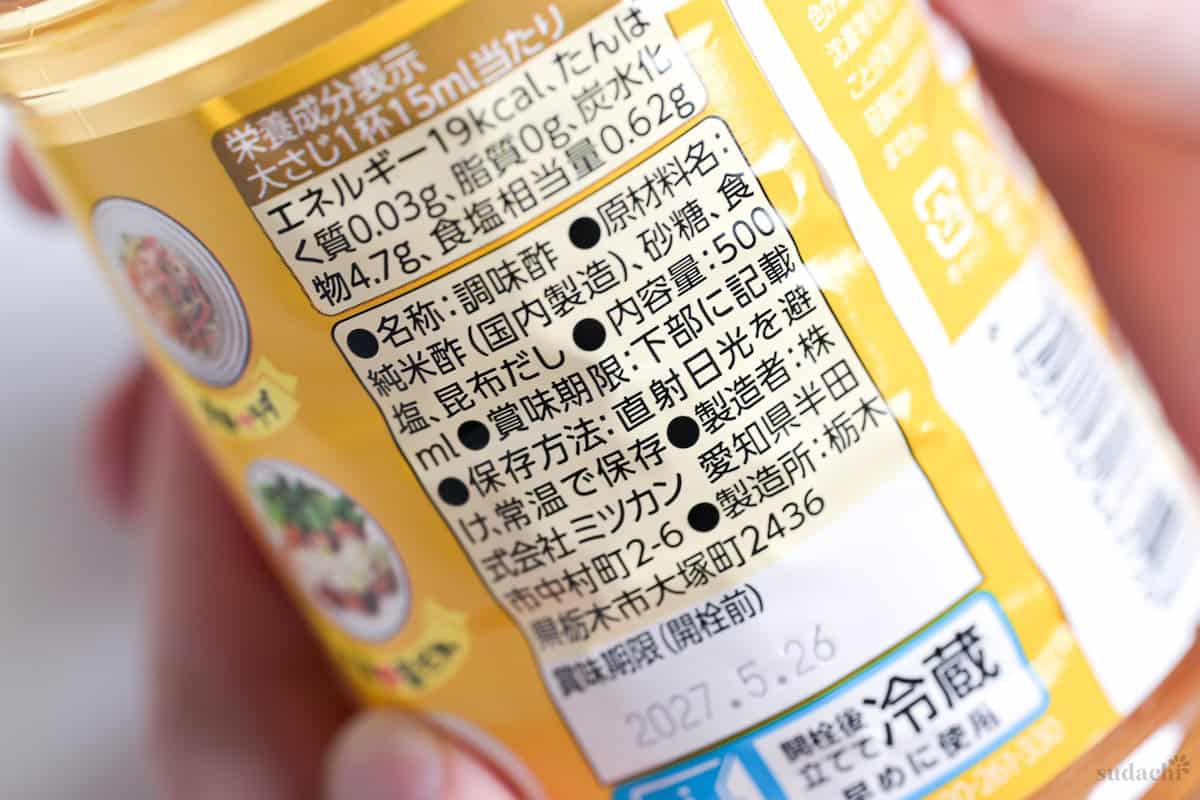 栄養成分表示
大さじ1杯15ml当たり
エネルギー19kcal、たんぱ
く質0.03g、脂質0g、炭水化
物4.7g、食塩相当量0.62g
●名称：調味酢 ●原材料名：
純米酢（国内製造）、砂糖、食
塩、昆布だし ●内容量：500
ml ●賞味期限：下部に記載
●保存方法：直射日光を避
け、常温で保存 ●製造者：株
式会社ミツカン 愛知県半田
市中村町2-6 ●製造所：栃木
県栃木市大塚町2436
賞味期限（開栓前）
2027.5.26
開栓後
立てて冷蔵
早めに使用
ません。
sudachi